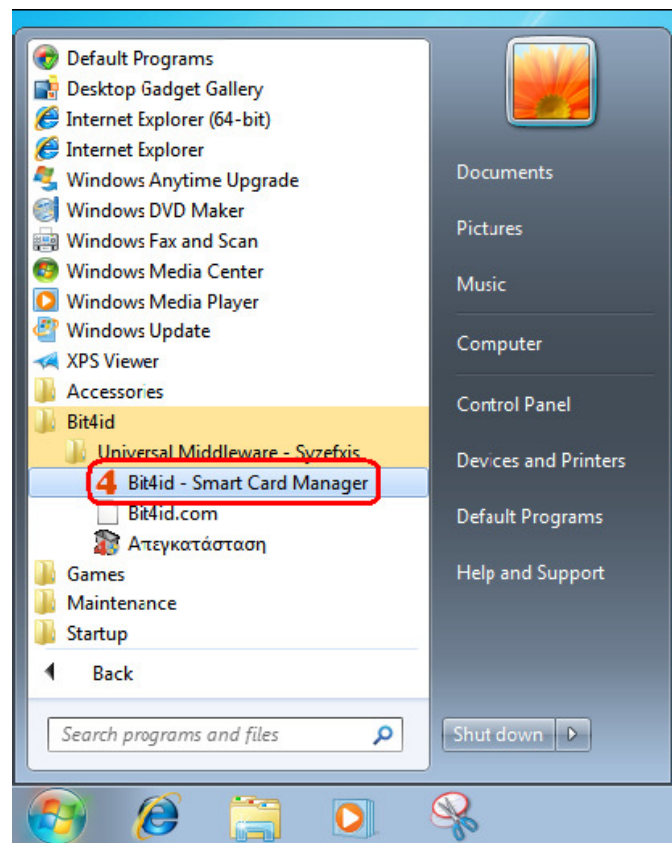 Default Programs
Desktop Gadget Gallery
Internet Explorer (64-bit)
Internet Explorer
Windows Anytime Upgrade
Windows DVD Maker
Windows Fax and Scan
Windows Media Center
Windows Media Player
Windows Update
XPS Viewer
Accessories
Bit4id
Universal Middleware - Syzefxis
4 Bit4id - Smart Card Manager
Bit4id.com
Απεγκατάσταση
Games
Maintenance
Startup
Back
Search programs and files
Documents
Pictures
Music
Computer
Control Panel
Devices and Printers
Default Programs
Help and Support
Shut down